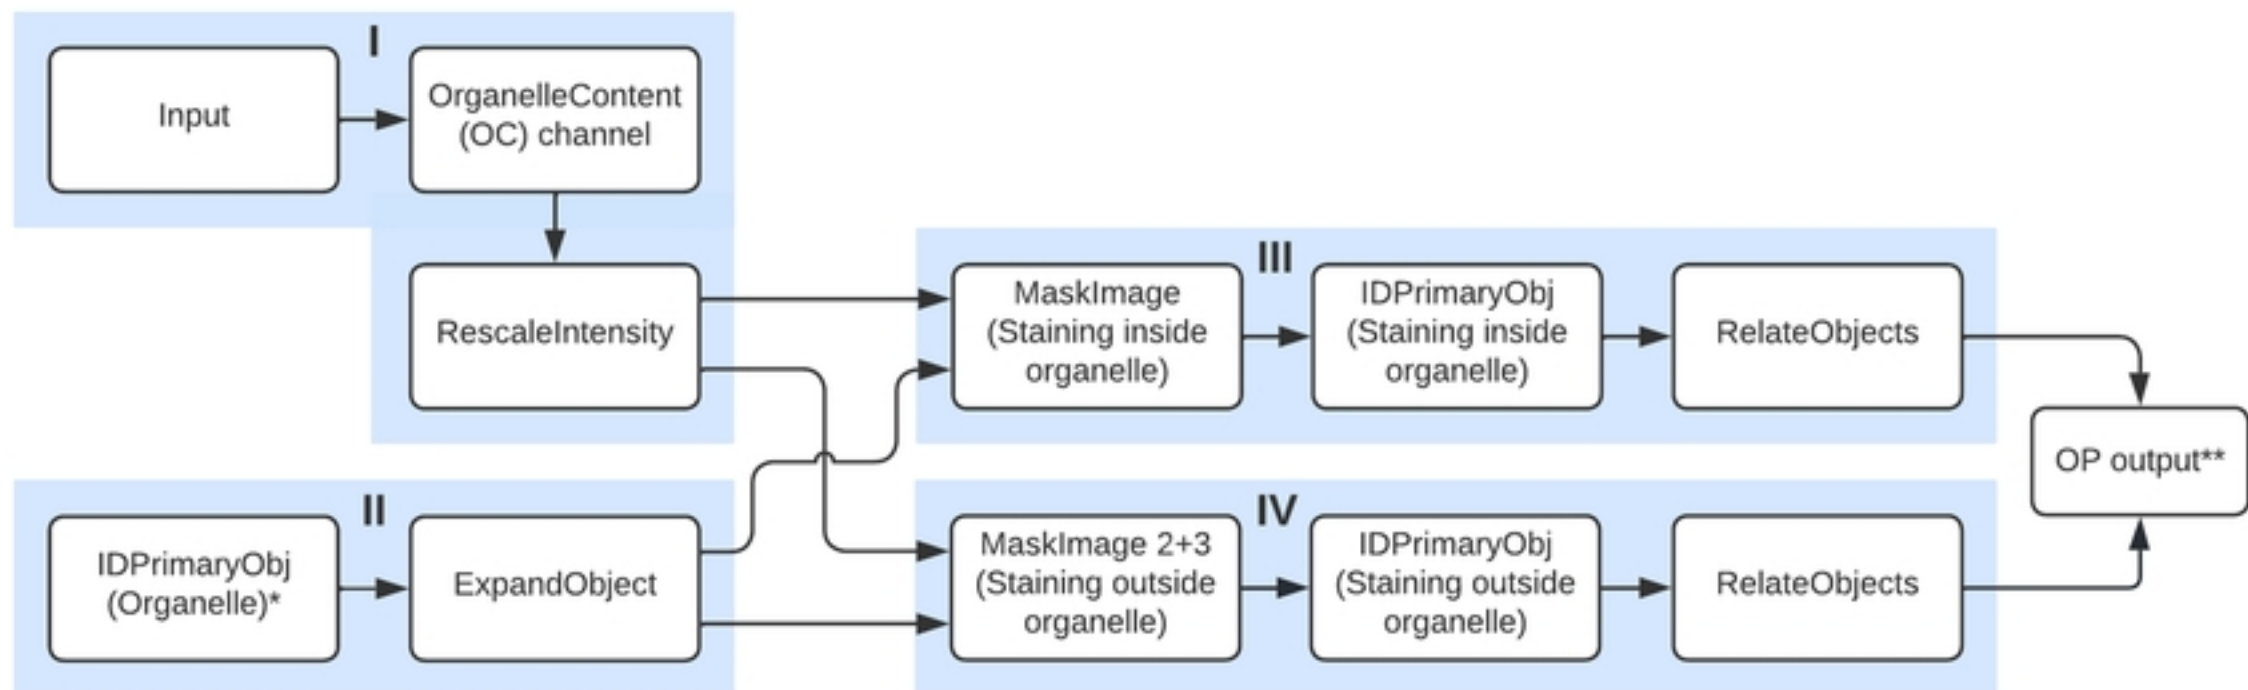 I
Input
OrganelleContent
(OC) channel
RescaleIntensity
II
IDPrimaryObj
(Organelle)*
ExpandObject
III
MaskImage
(Staining inside
organelle)
IDPrimaryObj
(Staining inside
organelle)
RelateObjects
IV
MaskImage 2+3
(Staining outside
organelle)
IDPrimaryObj
(Staining outside
organelle)
RelateObjects
OP output**